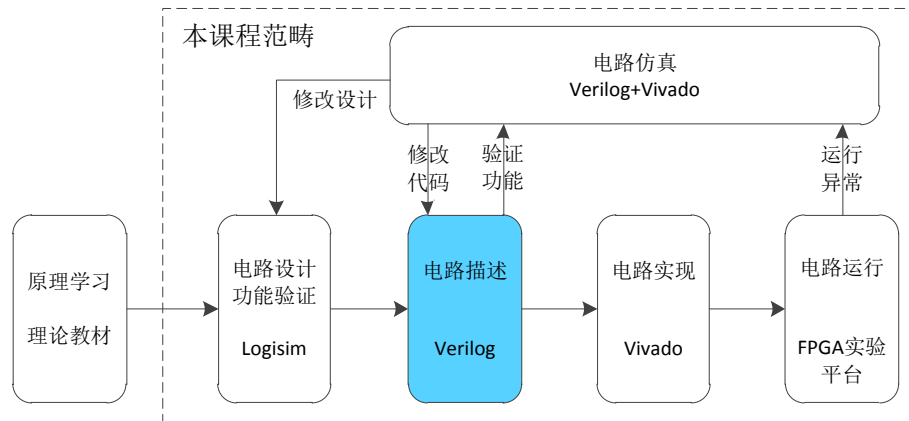 本课程范畴
电路仿真
Verilog+Vivado
修改设计
修改
代码
验证
功能
运行
异常
原理学习
理论教材
电路设计
功能验证
Logisim
电路描述
Verilog
电路实现
Vivado
电路运行
FPGA实验
平台